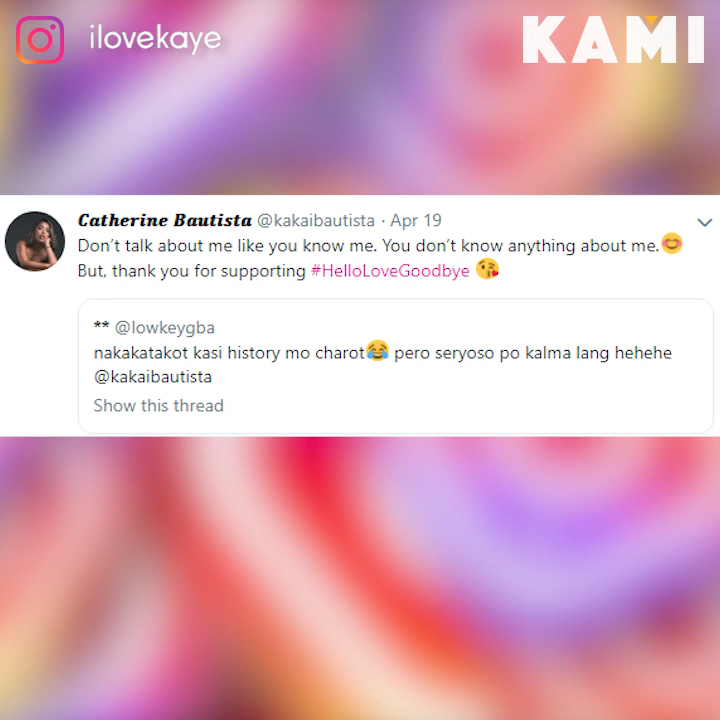 ilovekaye
KAMI
Catherine Bautista @kakaibautista · Apr 19
Don't talk about me like you know me. You don't know anything about me.😊
But, thank you for supporting #HelloLoveGoodbye 😘
** @lowkeygba
nakakatakot kasi history mo charot😂 pero seryoso po kalma lang hehehe
@kakaibautista
Show this thread